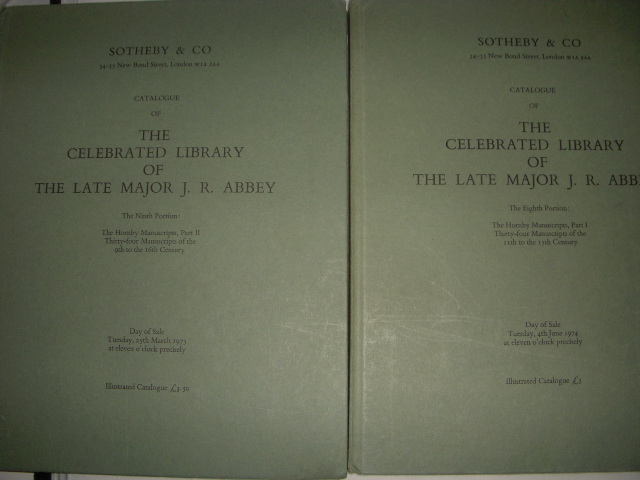 SOTHEBY & CO
34-35 New Bond Street, London W1A 2AA
CATALOGUE
OF
THE
CELEBRATED LIBRARY
OF
THE LATE MAJOR J. R. ABBEY
The Ninth Portion:
The Hornby Manuscripts, Part II
Thirty-four Manuscripts of the
9th to the 16th Century
Day of Sale
Tuesday, 25th March 1975
at eleven o'clock precisely
Illustrated Catalogue £3.50
SOTHEBY & CO
34-35 New Bond Street, London W1A 2AA
CATALOGUE
OF
THE
CELEBRATED LIBRARY
OF
THE LATE MAJOR J. R. ABB
The Eighth Portion:
The Hornby Manuscripts, Part I
Thirty-four Manuscripts of the
11th to the 15th Century
Day of Sale
Tuesday, 4th June 1974
at eleven o'clock precisely
Illustrated Catalogue